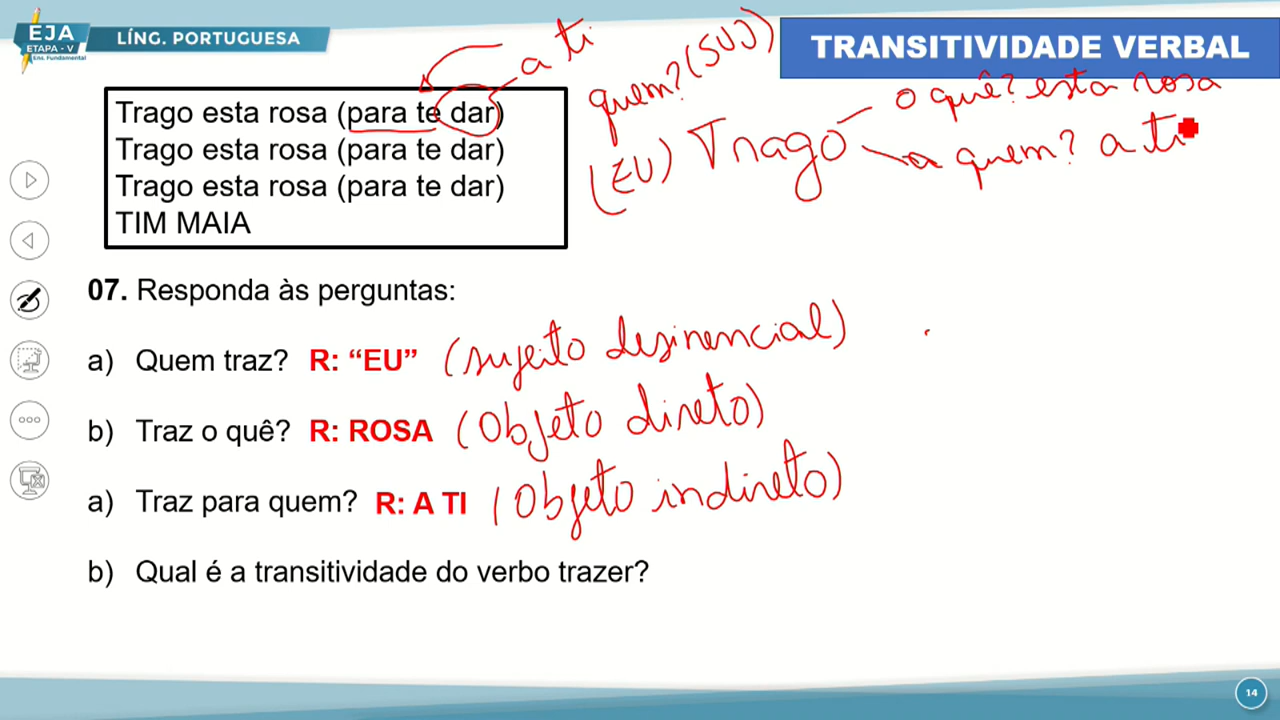 EJA
ETAPA - V
Ens. Fundamental
LÍNG. PORTUGUESA
TRANSITIVIDADE VERBAL
a ti
quem? (SUJ)
(EU) Trago
o quê? esta rosa
a quem? a ti
Trago esta rosa (para te dar)
Trago esta rosa (para te dar)
Trago esta rosa (para te dar)
TIM MAIA
07. Responda às perguntas:
a) Quem traz? R: “EU” (sujeito desinencial)
b) Traz o quê? R: ROSA (Objeto direto)
a) Traz para quem? R: A TI (Objeto indireto)
b) Qual é a transitividade do verbo trazer?
14